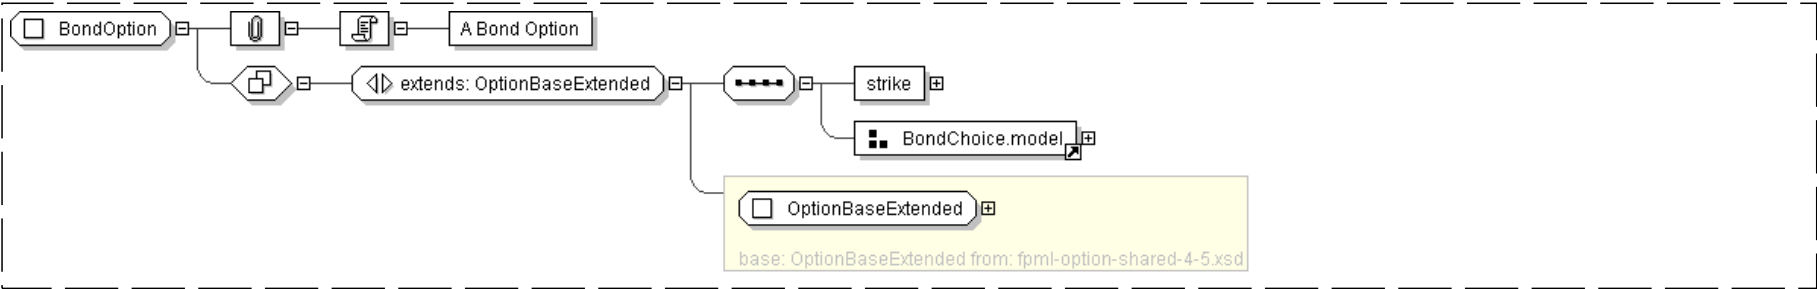 BondOption
A Bond Option
extends: OptionBaseExtended
strike
BondChoice.model
OptionBaseExtended
base: OptionBaseExtended from: fpml-option-shared-4-5.xsd